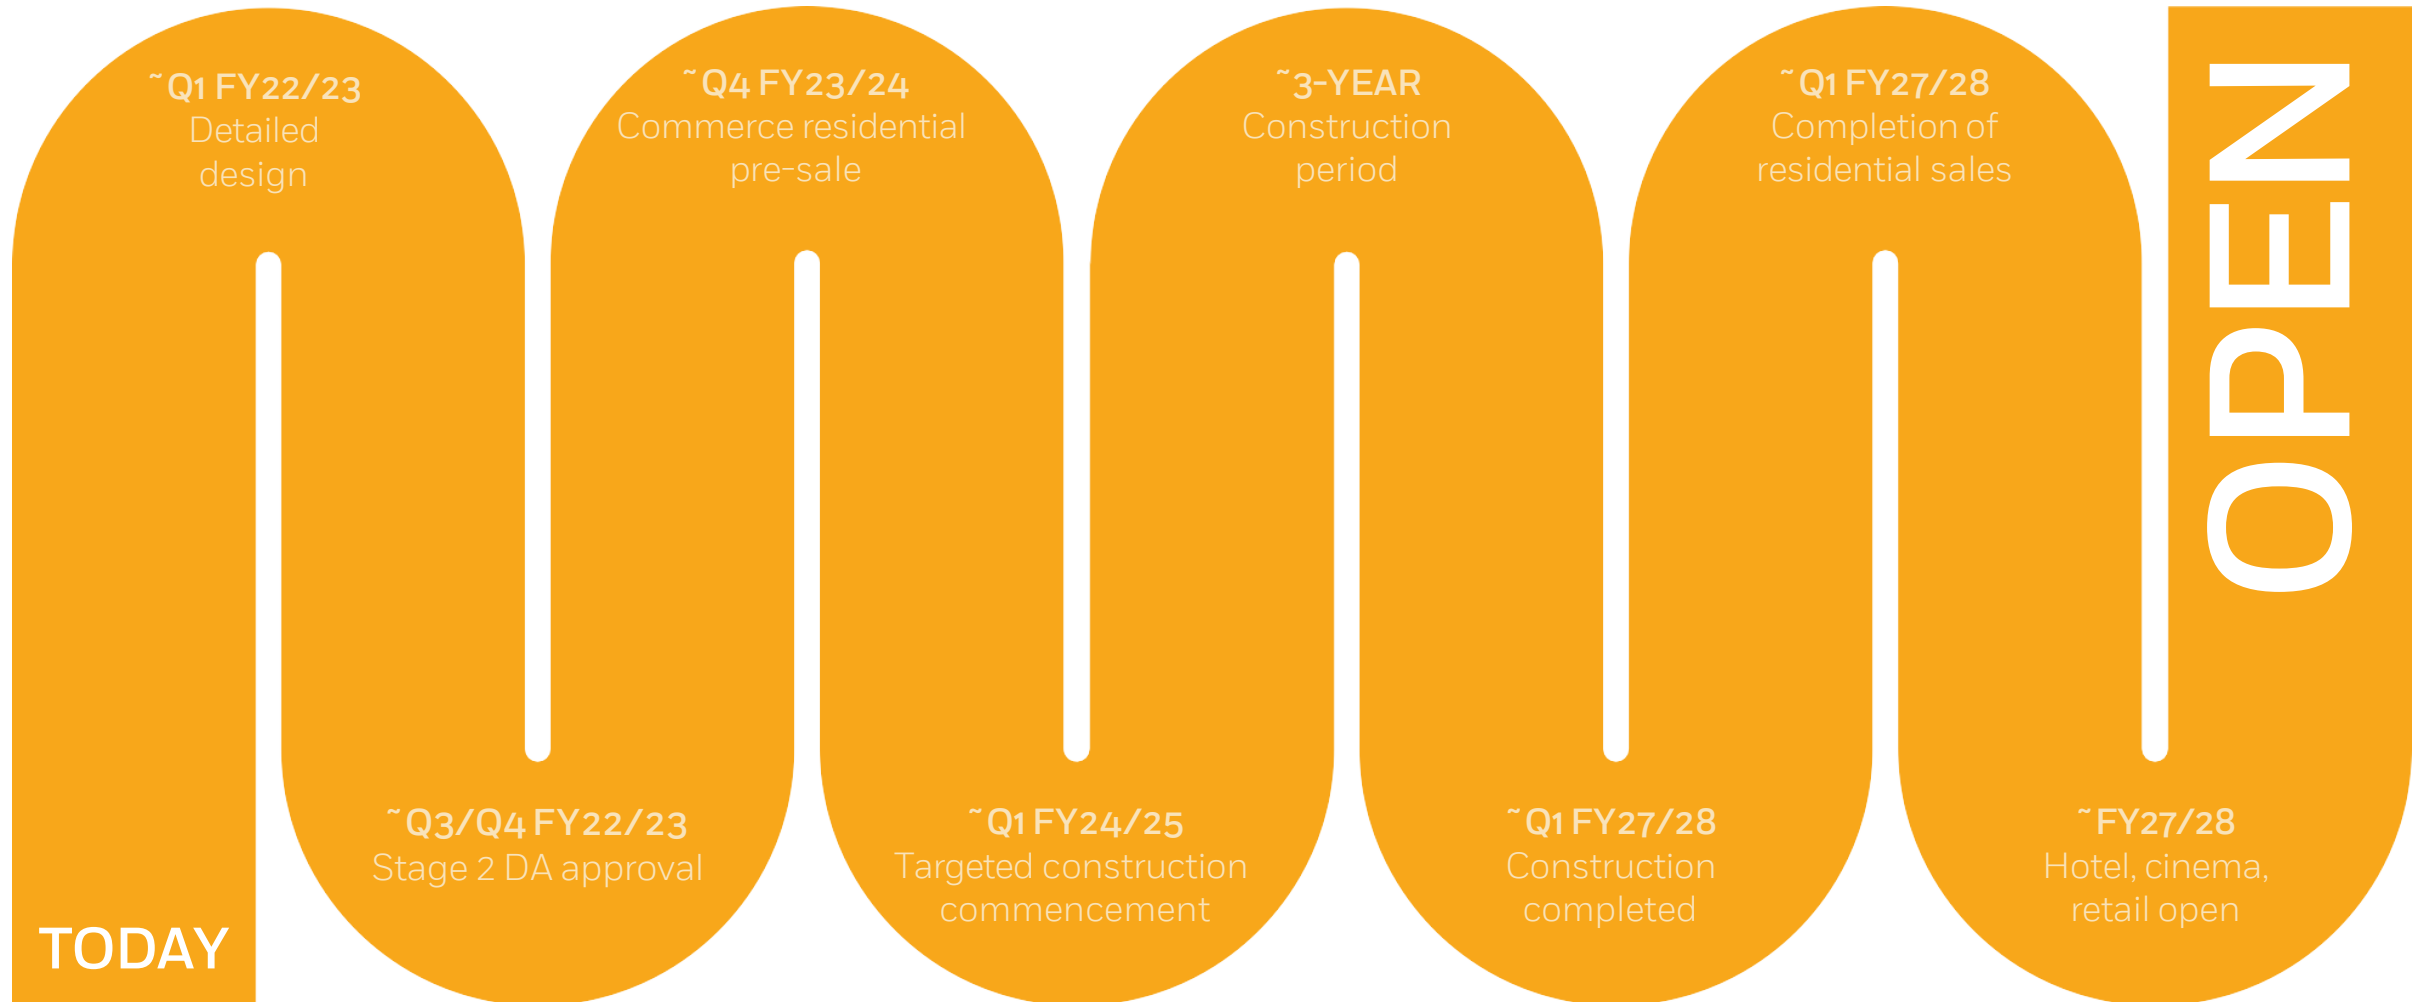 TODAY
~Q1 FY22/23
Detailed
design
~Q3/Q4 FY22/23
Stage 2 DA approval
~Q4 FY23/24
Commerce residential
pre-sale
~Q1 FY24/25
Targeted construction
commencement
~3-YEAR
Construction
period
~Q1 FY27/28
Construction
completed
~Q1 FY27/28
Completion of
residential sales
~FY27/28
Hotel, cinema,
retail open
OPEN